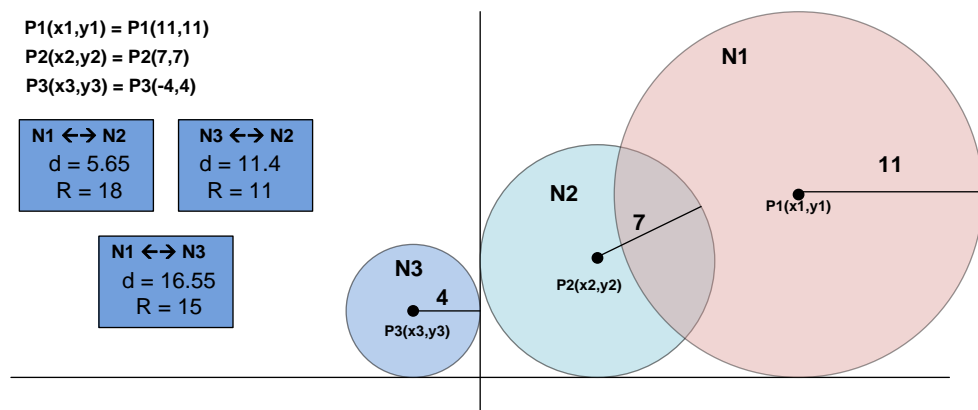 P1(x1,y1) = P1(11,11)
P2(x2,y2) = P2(7,7)
P3(x3,y3) = P3(-4,4)
N1 ←→ N2
d = 5.65
R = 18
N3 ←→ N2
d = 11.4
R = 11
N1 ←→ N3
d = 16.55
R = 15
N3
4
P3(x3,y3)
N2
7
P2(x2,y2)
N1
11
P1(x1,y1)